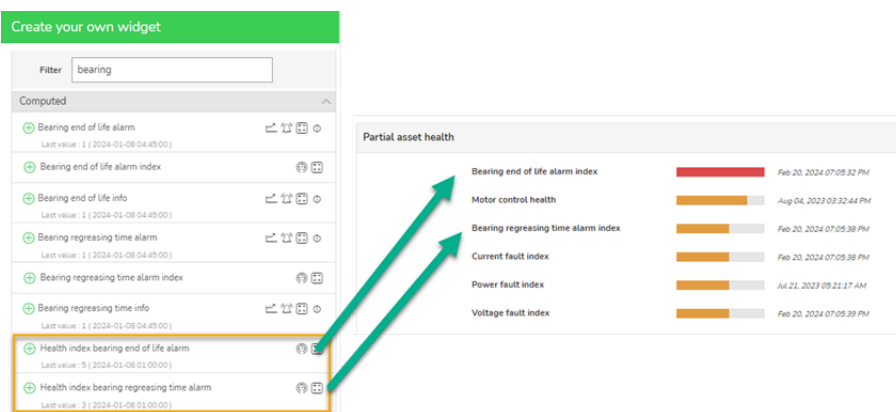 Create your own widget
Filter bearing
Computed
Bearing end of life alarm
Last value : 1 ( 2024-01-08 04:45:00 )
Bearing end of life alarm index
Bearing end of life info
Last value : 1 ( 2024-01-08 04:45:00 )
Bearing regreasing time alarm
Last value : 1 ( 2024-01-08 04:45:00 )
Bearing regreasing time alarm index
Bearing regreasing time info
Last value : 1 ( 2024-01-08 04:45:00 )
Health index bearing end of life alarm
Last value : 5 ( 2024-01-08 01:00:00 )
Health index bearing regreasing time alarm
Last value : 3 ( 2024-01-08 01:00:00 )
Partial asset health
Bearing end of life alarm index Feb 20, 2024 07:05:32 PM
Motor control health Aug 04, 2023 03:32:44 PM
Bearing regreasing time alarm index Feb 20, 2024 07:05:38 PM
Current fault index Feb 20, 2024 07:05:38 PM
Power fault index Jul 21, 2023 05:21:17 AM
Voltage fault index Feb 20, 2024 07:05:39 PM